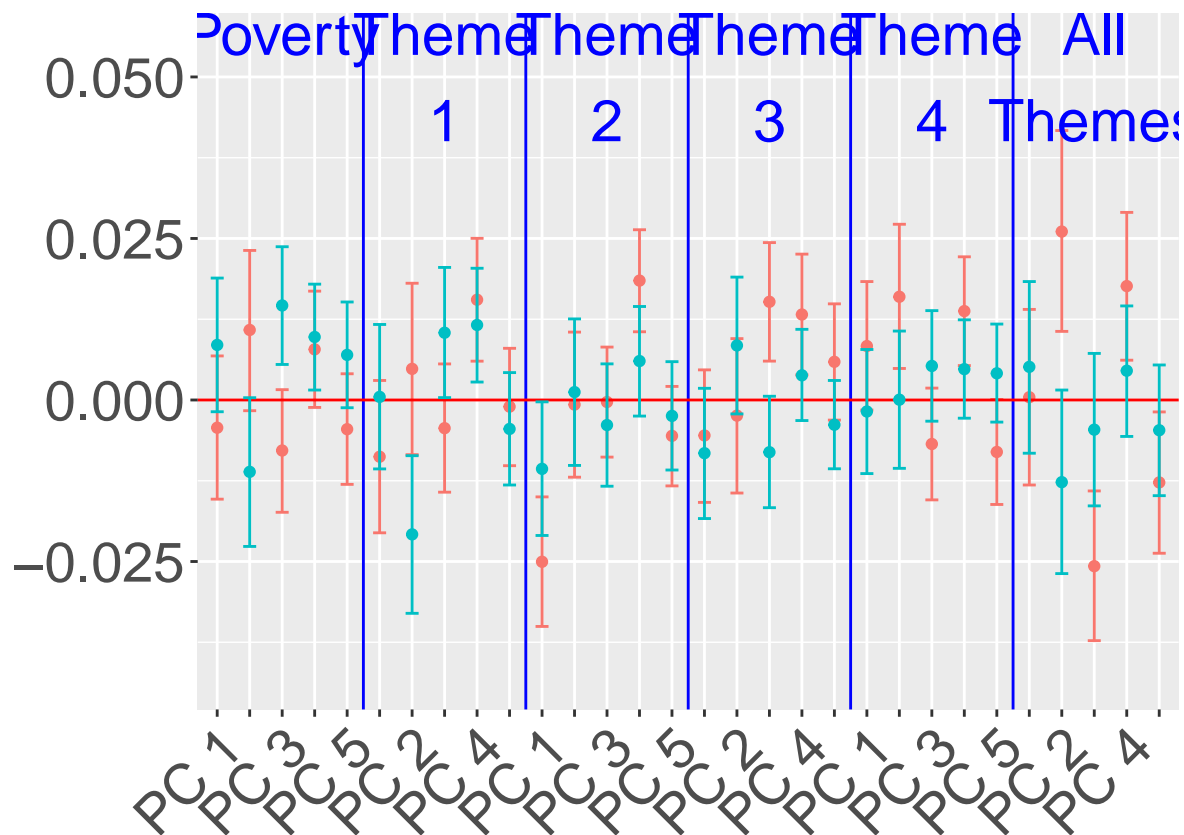 Poverty Theme Theme Theme Theme All
1 2 3 4 Themes
0.050
0.025
0.000
−0.025
PC 1 PC 3 PC 5 PC 2 PC 4 PC 1 PC 3 PC 5 PC 2 PC 4 PC 1 PC 3 PC 5 PC 2 PC 4